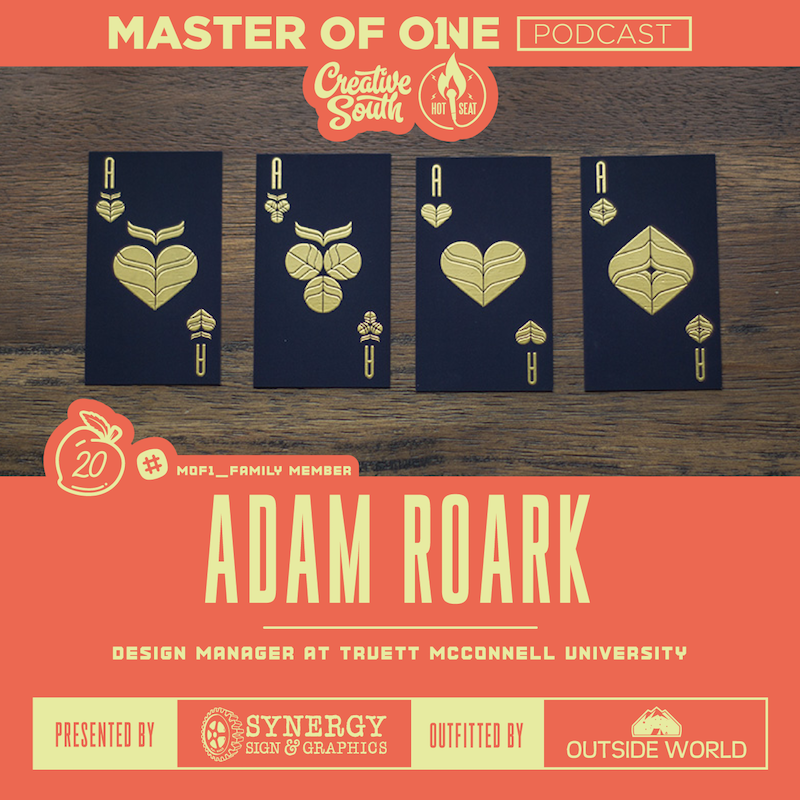 MASTER OF ONE PODCAST
Creative
South
HOT SEAT
A A A A
A A A A
20 # MOF1_FAMILY MEMBER
ADAM ROARK
DESIGN MANAGER AT TRUETT MCCONNELL UNIVERSITY
PRESENTED BY
SYNERGY
SIGN & GRAPHICS
OUTFITTED BY
OUTSIDE WORLD